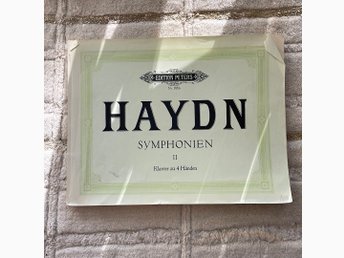 EDITION PETERS
HAYDN
SYMPHONIEN
II
Klavier zu 4 Händen